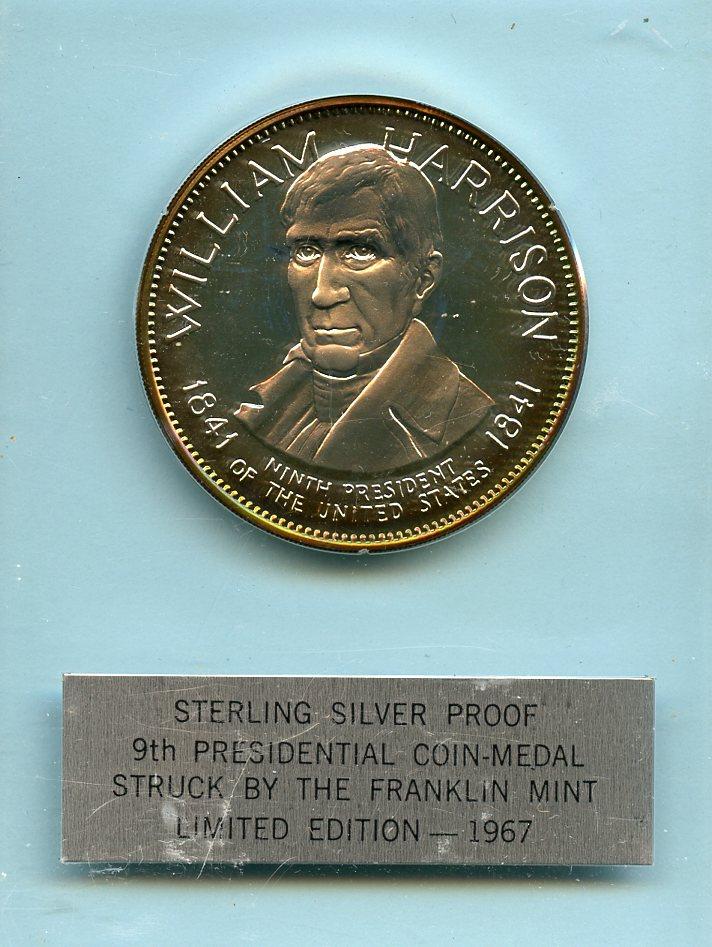 WILLIAM HARRISON
1841 1841
NINTH PRESIDENT
OF THE UNITED STATES
STERLING SILVER PROOF
9th PRESIDENTIAL COIN-MEDAL
STRUCK BY THE FRANKLIN MINT
LIMITED EDITION — 1967